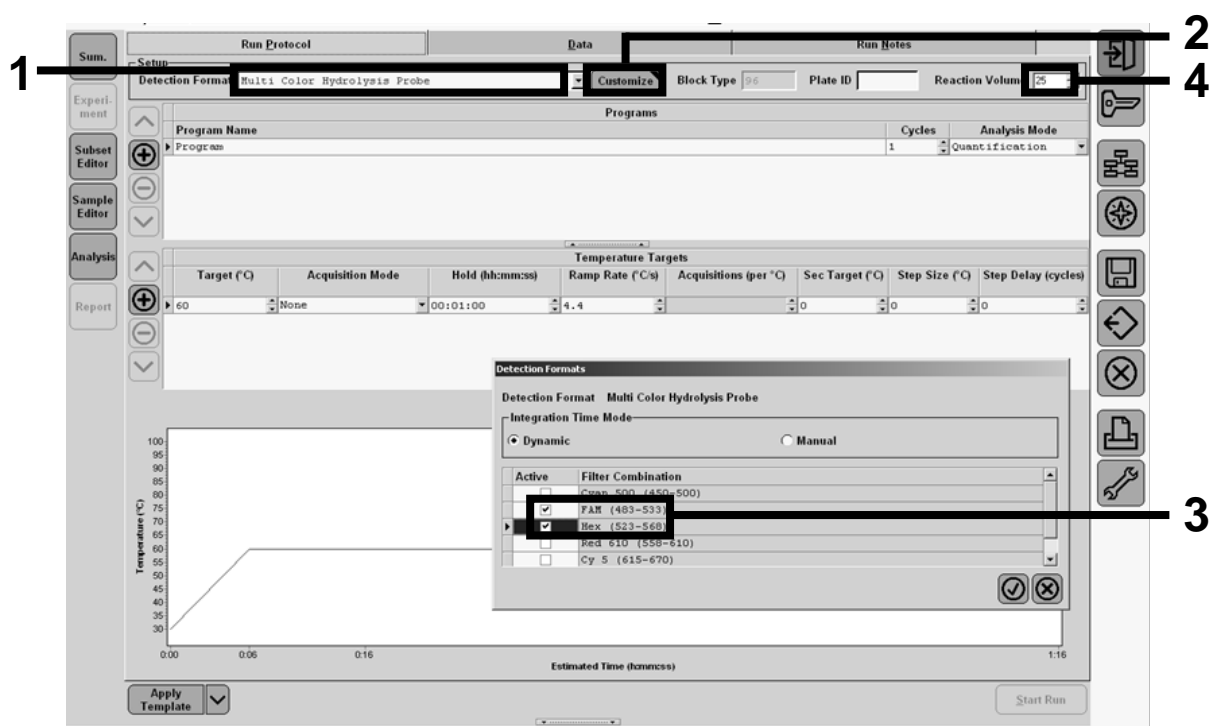 2
Run Protocol Data Run Notes
Sum.
Setup
1
Detection Format Multi Color Hydrolysis Probe Customize Block Type 96 Plate ID Reaction Volume 25
4
Experi-
ment
Programs
Program Name Cycles Analysis Mode
Program 1 Quantification
Subset
Editor
Sample
Editor
Analysis
Temperature Targets
Target (°C) Acquisition Mode Hold (hh:mm:ss) Ramp Rate (°C/s) Acquisitions (per °C) Sec Target (°C) Step Size (°C) Step Delay (cycles)
60 None 00:01:00 4.4 0 0 0
Report
Detection Formats
Detection Format Multi Color Hydrolysis Probe
Integration Time Mode
Dynamic Manual
Active Filter Combination
Cyan 500 (450-500)
FAM (483-533)
Hex (523-568)
3
Red 610 (558-610)
Cy 5 (615-670)
Temperature (°C)
100
95
90
85
80
75
70
65
60
55
50
45
40
35
30
0:00 0:06 0:16 1:16
Estimated Time (h:mm:ss)
Apply
Template
Start Run